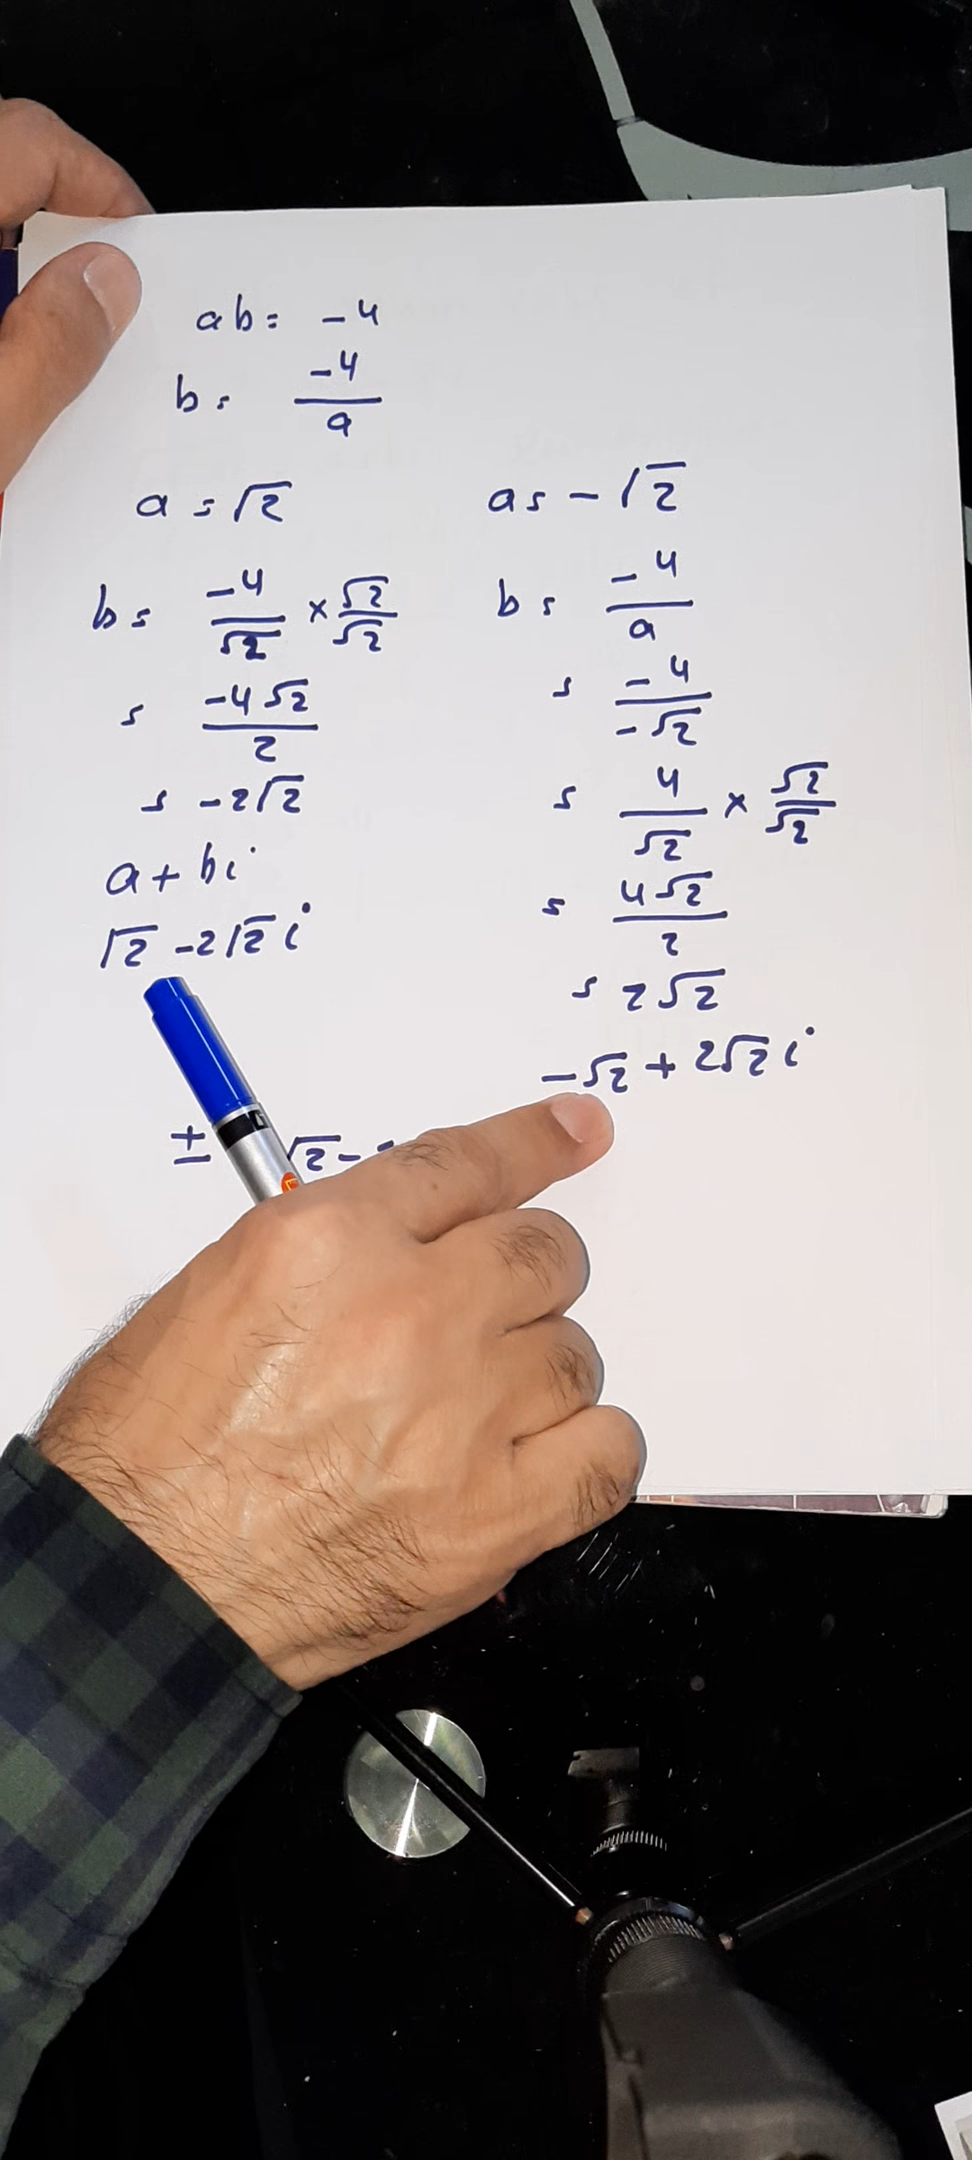 ab = -4
b = -4/a
a = √2
b = -4/√2 × √2/√2
= -4√2/2
= -2√2
a + bi
√2 - 2√2 i
a = -√2
b = -4/a
= -4/-√2
= 4/√2 × √2/√2
= 4√2/2
= 2√2
-√2 + 2√2 i
± √2 -